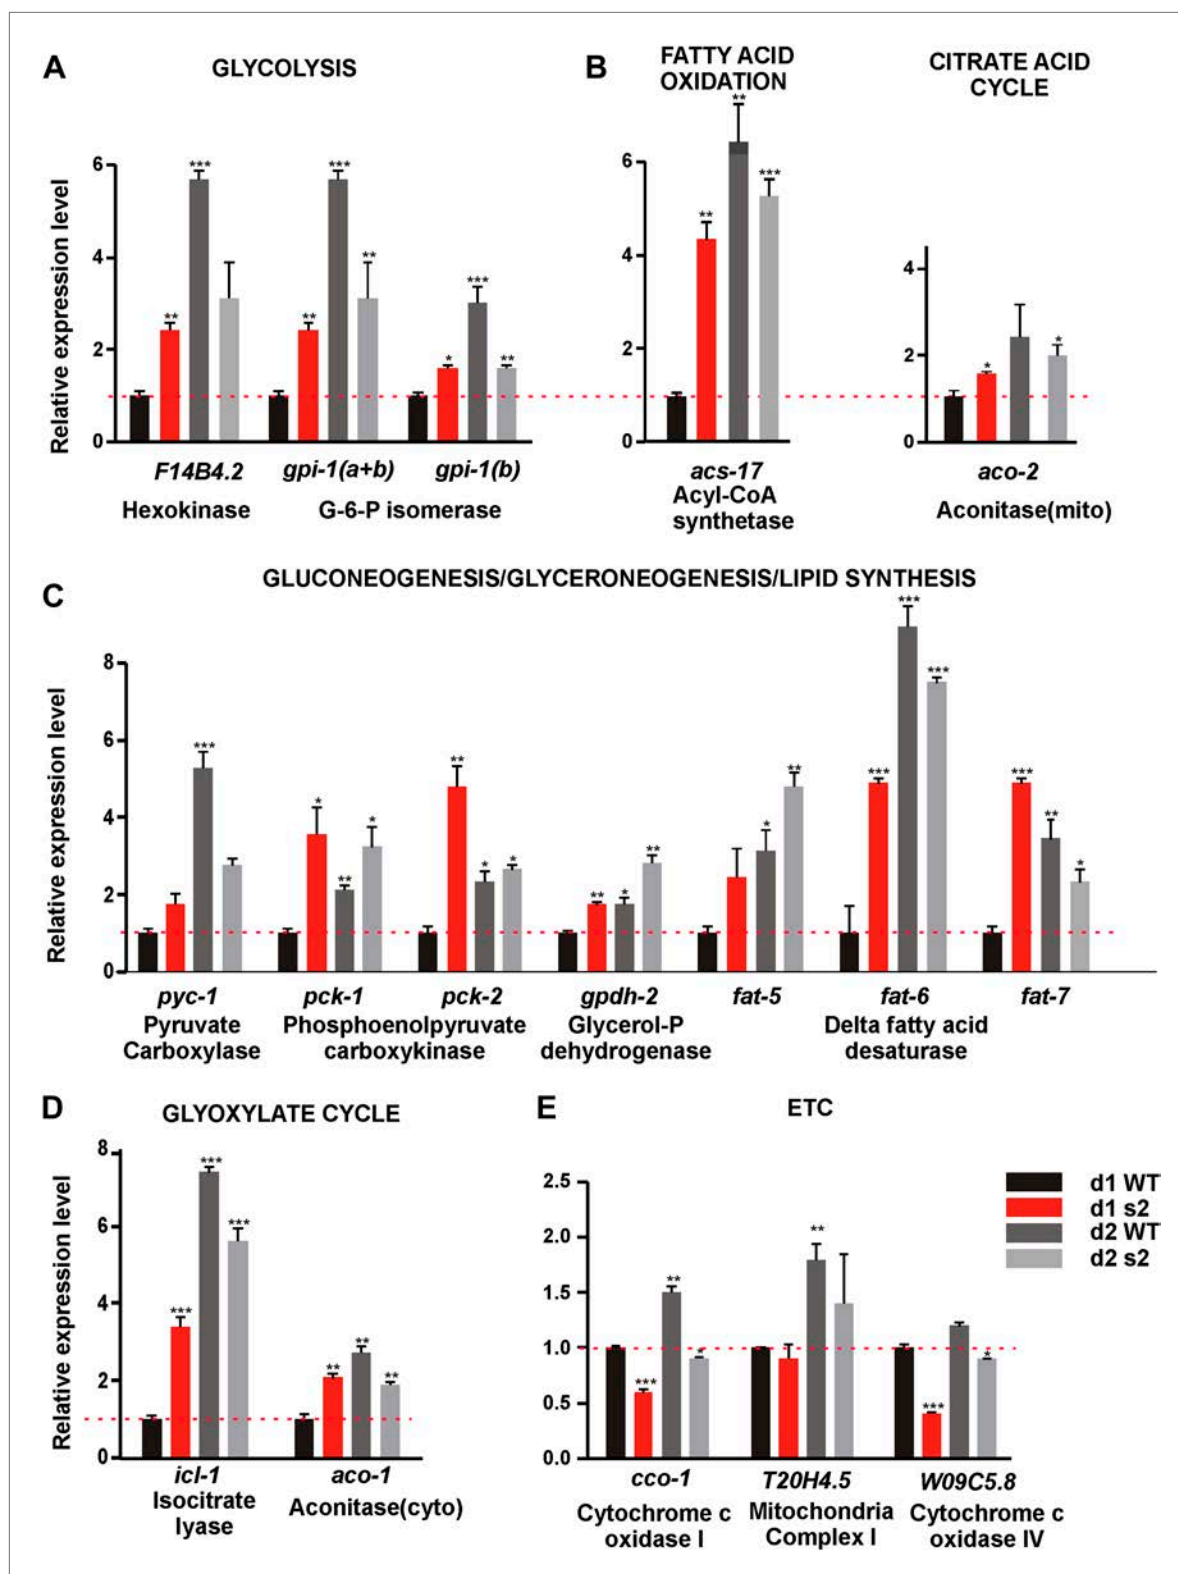 A
GLYCOLYSIS
B
FATTY ACID
OXIDATION
CITRATE ACID
CYCLE
Relative expression level
6
4
2
0
**
***
**
***
**
*
***
**
F14B4.2
gpi-1(a+b)
gpi-1(b)
Hexokinase
G-6-P isomerase
6
4
2
0
**
**
***
acs-17
Acyl-CoA
synthetase
4
2
0
*
*
aco-2
Aconitase(mito)
C
GLUCONEOGENESIS/GLYCERONEOGENESIS/LIPID SYNTHESIS
Relative expression level
8
6
4
2
0
***
*
**
*
**
*
*
**
*
**
*
**
***
***
***
***
**
*
pyc-1
pck-1
pck-2
gpdh-2
fat-5
fat-6
fat-7
Pyruvate
Carboxylase
Phosphoenolpyruvate
carboxykinase
Glycerol-P
dehydrogenase
Delta fatty acid
desaturase
D
GLYOXYLATE CYCLE
Relative expression level
8
6
4
2
0
***
***
***
**
**
**
icl-1
Isocitrate
lyase
aco-1
Aconitase(cyto)
E
ETC
2.5
2.0
1.5
1.0
0.5
0.0
***
**
*
**
***
*
cco-1
T20H4.5
W09C5.8
Cytochrome c
oxidase I
Mitochondria
Complex I
Cytochrome c
oxidase IV
d1 WT
d1 s2
d2 WT
d2 s2